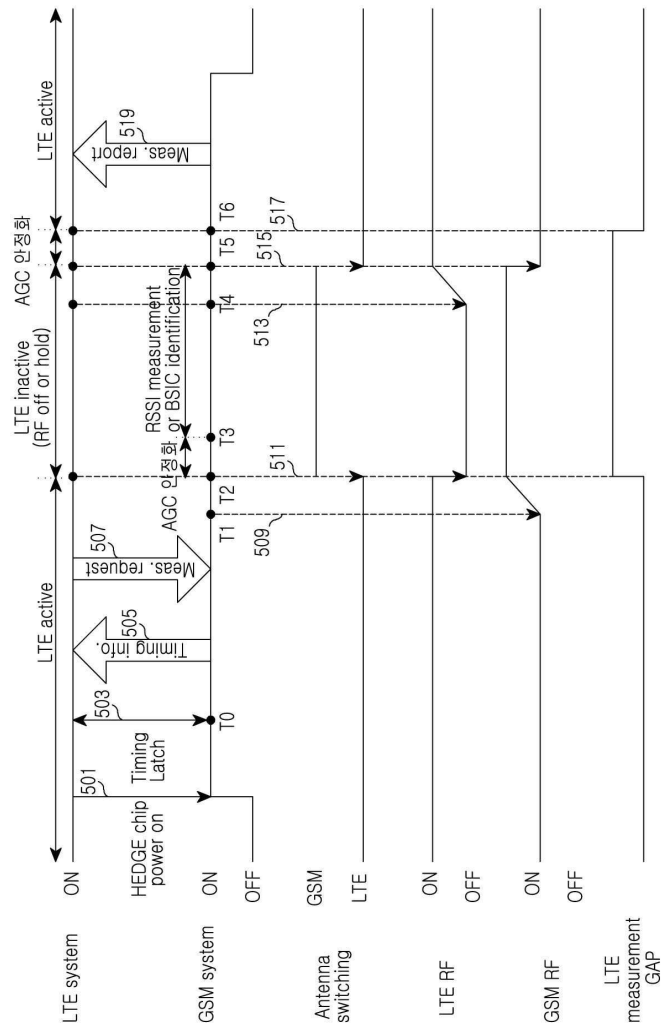 LTE active
LTE inactive
(RF off or hold)
AGC 안정화
LTE active
LTE system
ON
501
503
505
507
519
HEDGE chip
power on
Timing
Latch
Timing info.
Meas. request
AGC 안정화
RSSI measurement
or BSIC identification
Meas. report
GSM system
ON
OFF
T0
T1
T2
T3
T4
T5
T6
509
511
513
515
517
Antenna
switching
GSM
LTE
LTE RF
ON
OFF
GSM RF
ON
OFF
LTE
measurement
GAP